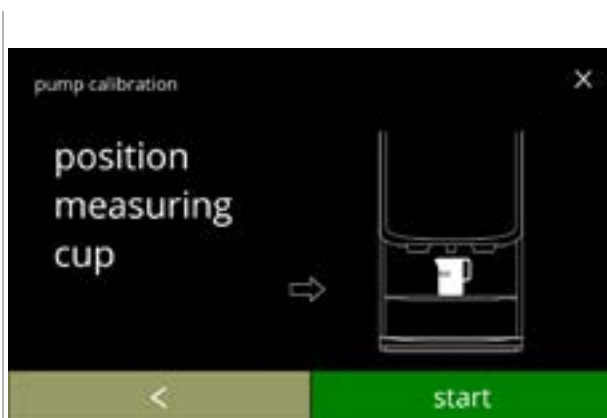 pump calibration
position
measuring
cup
<
start